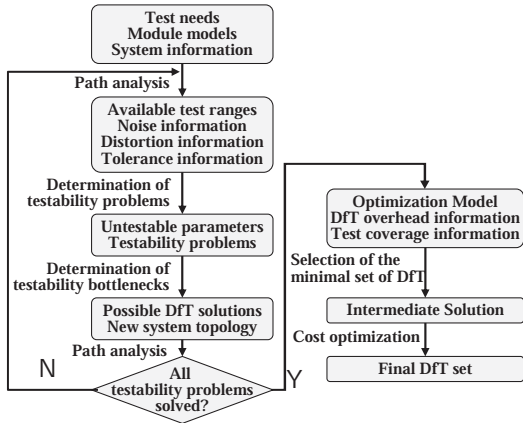 Test needs
Module models
System information
Path analysis
Available test ranges
Noise information
Distortion information
Tolerance information
Determination of
testability problems
Untestable parameters
Testability problems
Determination of
testability bottlenecks
Possible DfT solutions
New system topology
Path analysis
N
All
testability problems
solved?
Y
Optimization Model
DfT overhead information
Test coverage information
Selection of the
minimal set of DfT
Intermediate Solution
Cost optimization
Final DfT set